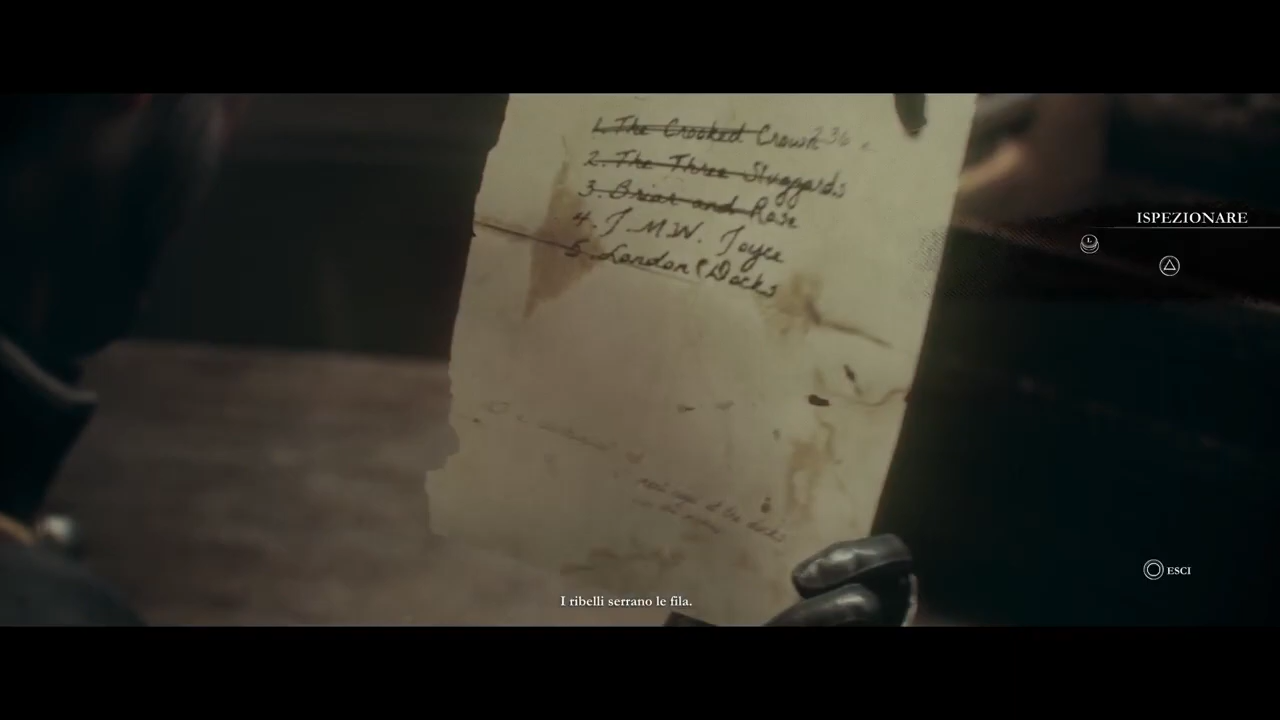 1. The Crooked Crown 236
2. The Three Sluggards
3. Briar and Rose
4. J.M.W. Joyce
5. London Docks
ISPEZIONARE
L
ESCI
I ribelli serrano le fila.